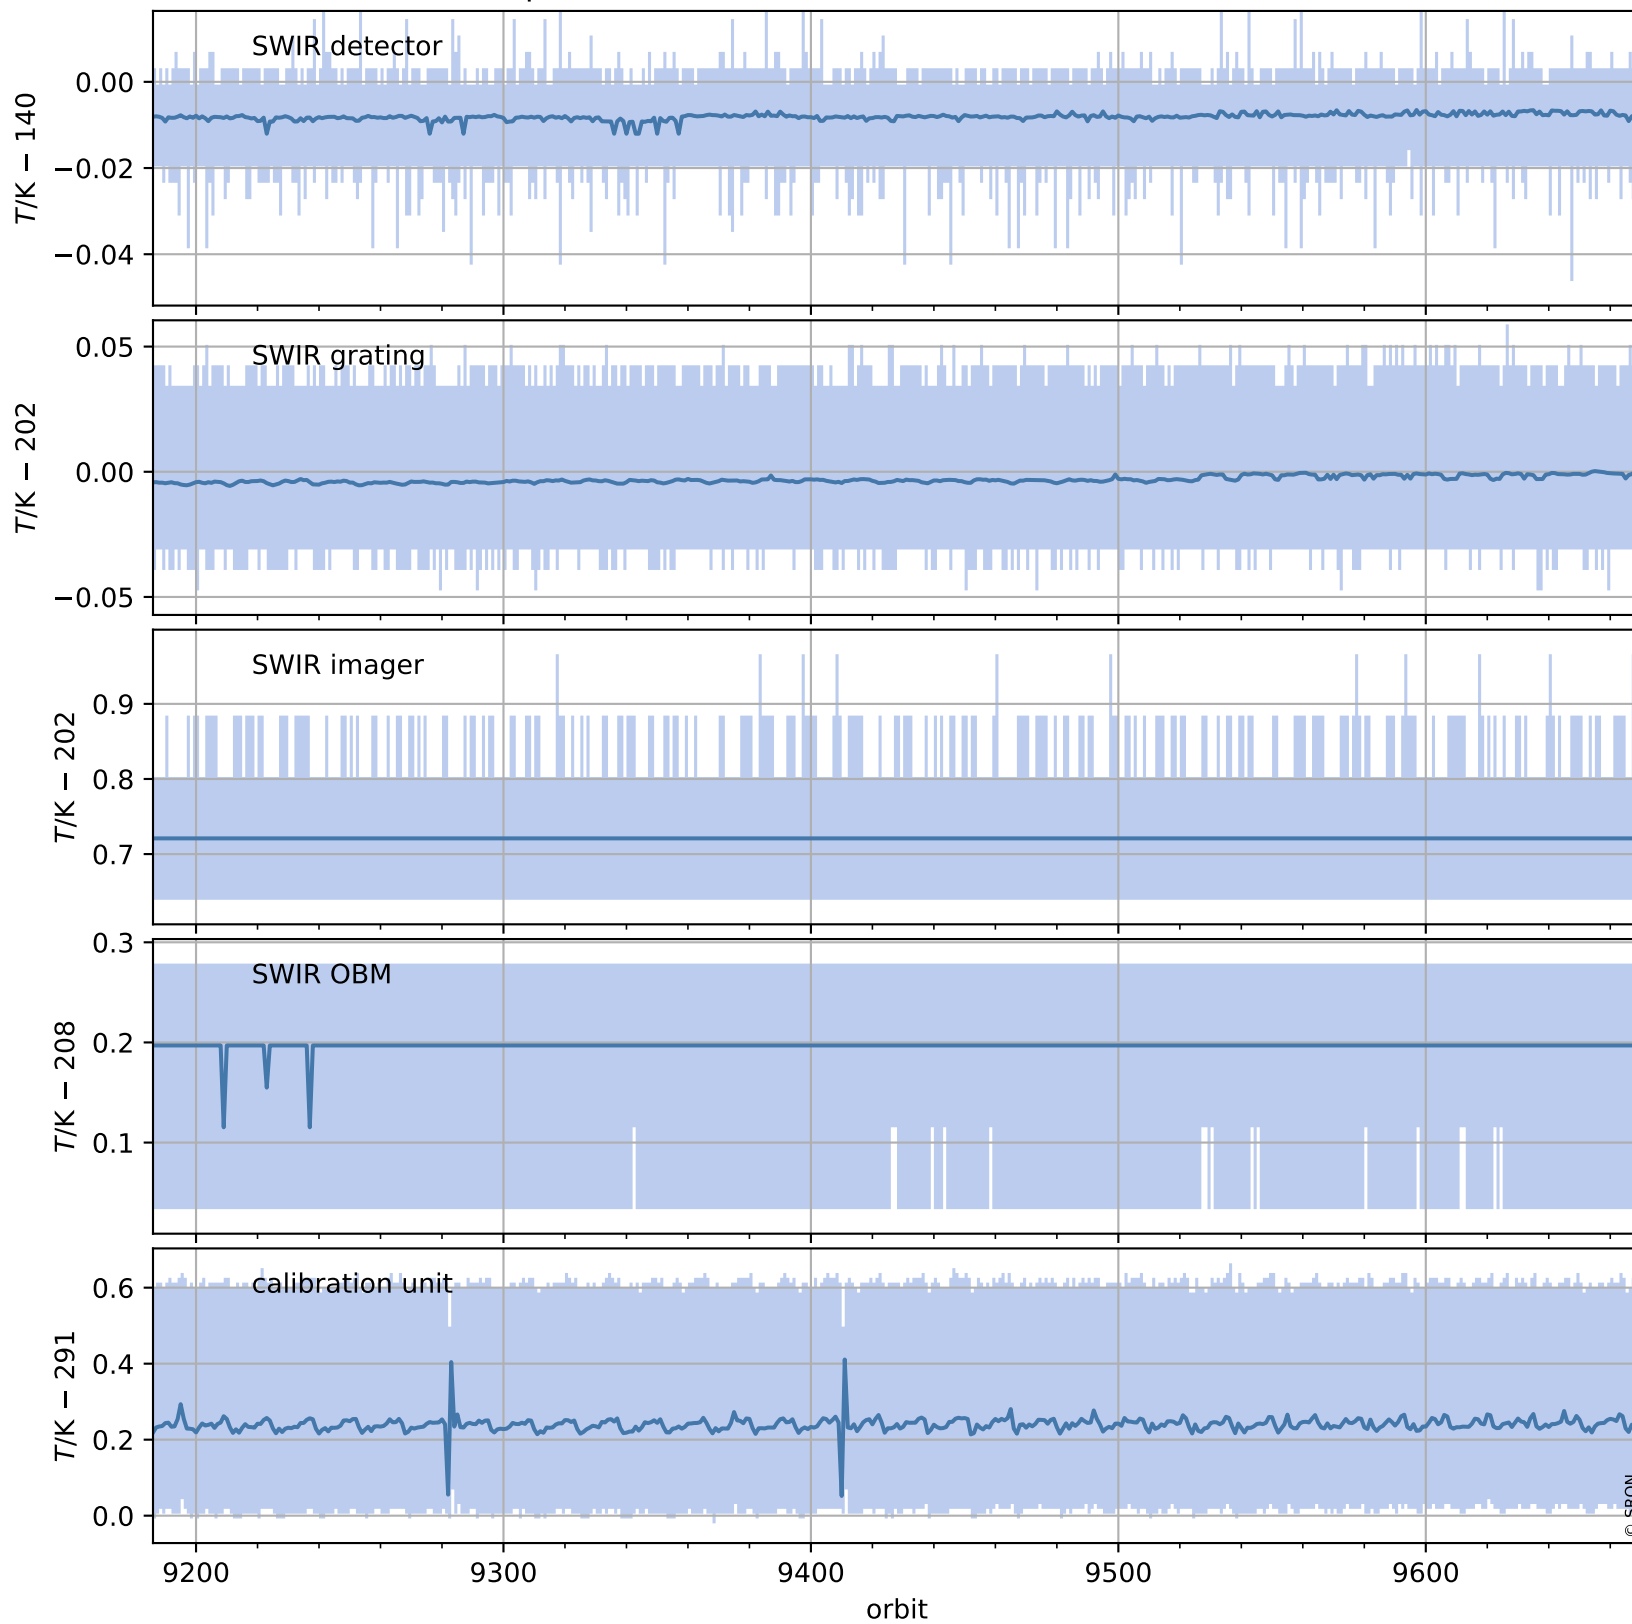 SWIR detector
0.00
−0.02
−0.04
T/K − 140
SWIR grating
0.05
0.00
−0.05
T/K − 202
SWIR imager
0.9
0.8
0.7
T/K − 202
SWIR OBM
0.3
0.2
0.1
T/K − 208
calibration unit
0.6
0.4
0.2
0.0
T/K − 291
© SRON
9200 9300 9400 9500 9600
orbit